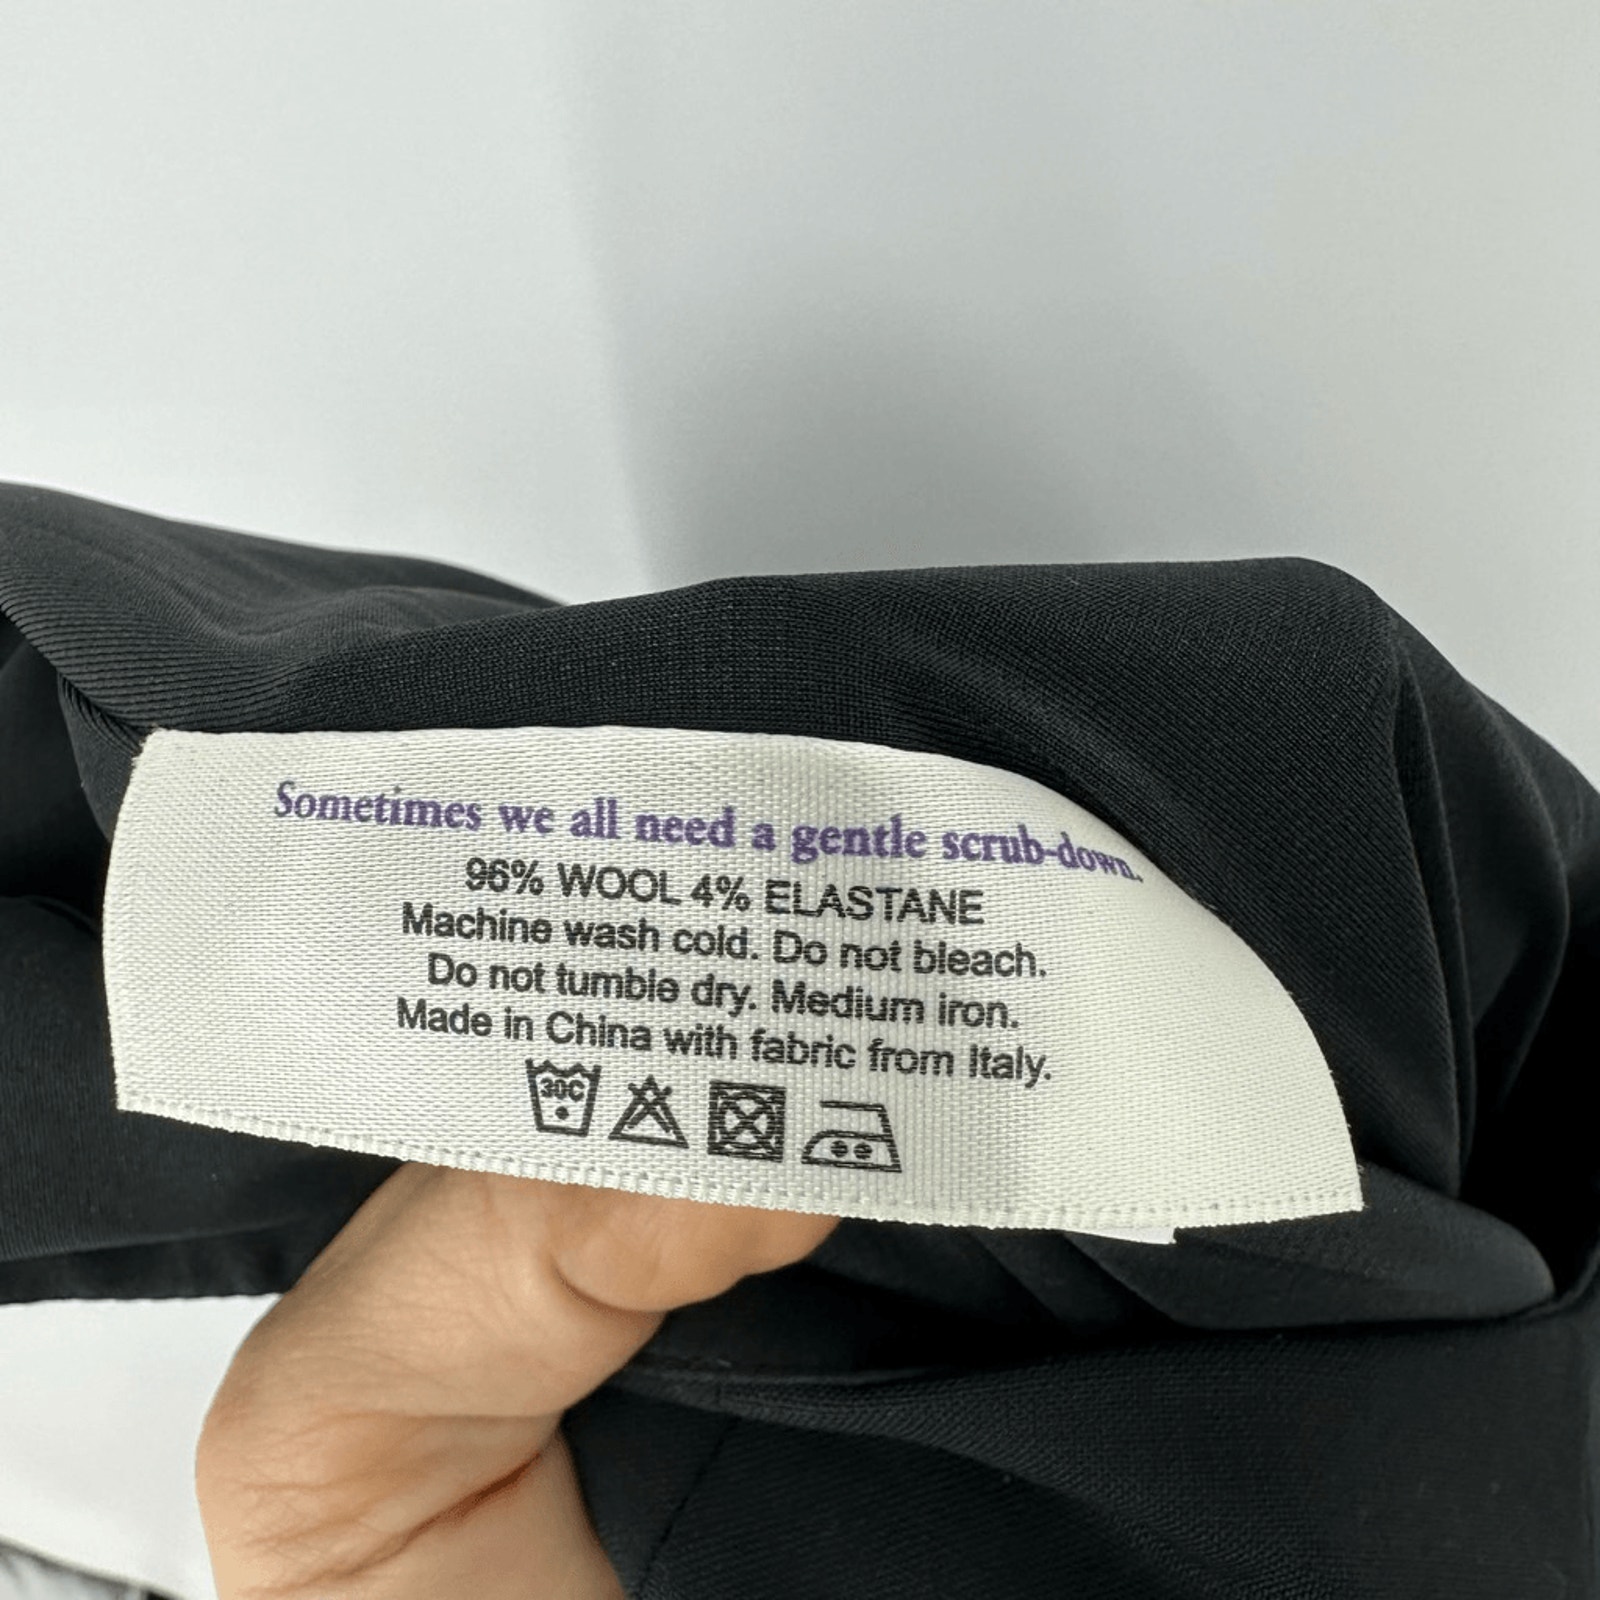 Sometimes we all need a gentle scrub-down.
96% WOOL 4% ELASTANE
Machine wash cold. Do not bleach.
Do not tumble dry. Medium iron.
Made in China with fabric from Italy.
30C